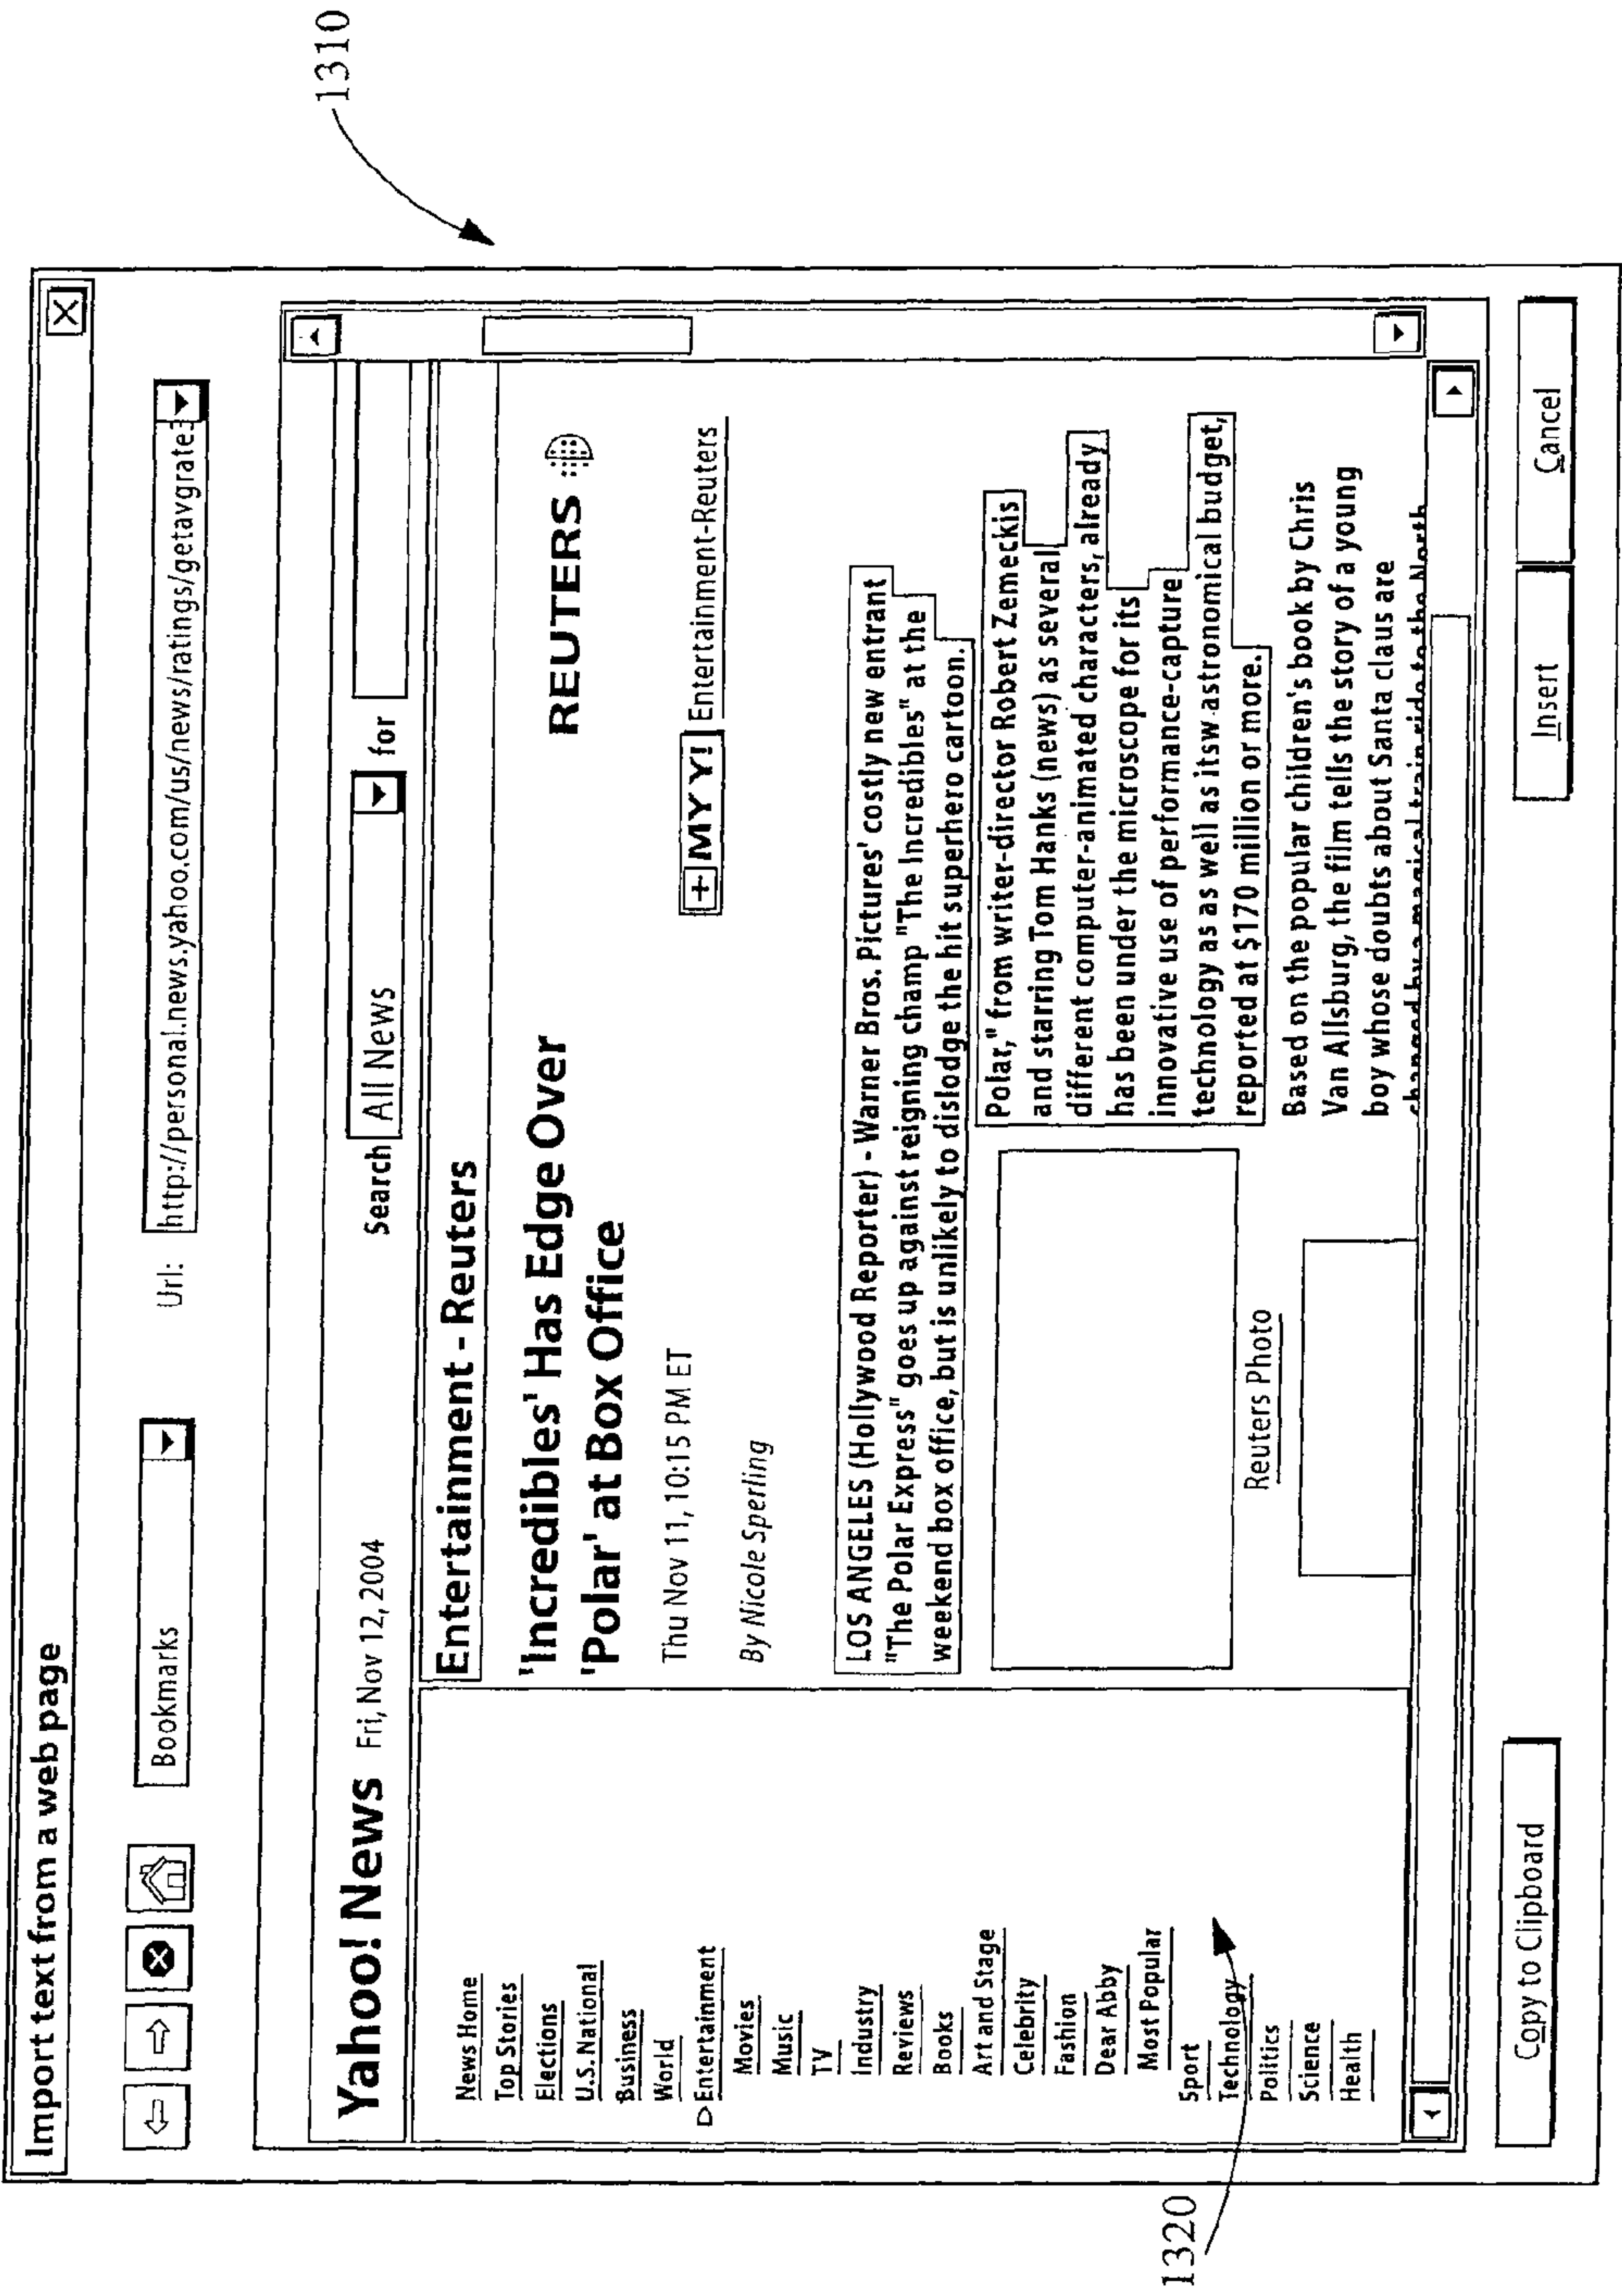 1310
Import text from a web page
Bookmarks
Url: http://personal.news.yahoo.com/us/news/ratings/getavgrate
Yahoo! News Fri, Nov 12, 2004
Search All News for
News Home
Top Stories
Elections
U.S. National
Business
World
Entertainment
Movies
Music
TV
Industry
Reviews
Books
Art and Stage
Celebrity
Fashion
Dear Abby
Most Popular
Sport
Technology
Politics
Science
Health
Entertainment - Reuters
'Incredibles' Has Edge Over
'Polar' at Box Office
REUTERS
Thu Nov 11, 10:15 PM ET
+ MY Y! Entertainment-Reuters
By Nicole Sperling
LOS ANGELES (Hollywood Reporter) - Warner Bros. Pictures' costly new entrant
"The Polar Express" goes up against reigning champ "The Incredibles" at the
weekend box office, but is unlikely to dislodge the hit superhero cartoon.
Polar," from writer-director Robert Zemeckis
and starring Tom Hanks (news) as several
different computer-animated characters, already
has been under the microscope for its
innovative use of performance-capture
technology as as well as itsw astronomical budget,
reported at $170 million or more.
Reuters Photo
Based on the popular children's book by Chris
Van Allsburg, the film tells the story of a young
boy whose doubts about Santa claus are
changed by a magical train ride to the North
Copy to Clipboard
Insert
Cancel
1320